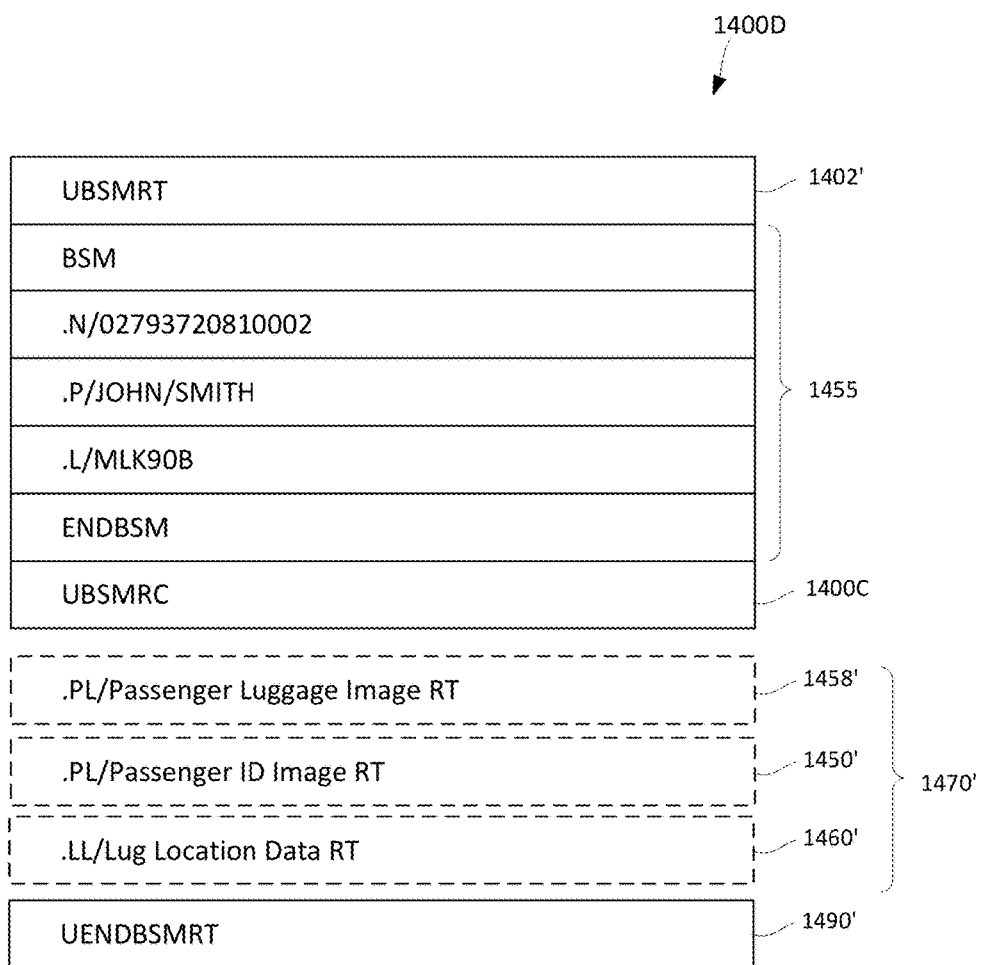 1400D
UBSMRT
1402'
BSM
.N/02793720810002
.P/JOHN/SMITH
1455
.L/MLK90B
ENDBSM
UBSMRC
1400C
.PL/Passenger Luggage Image RT
1458'
.PL/Passenger ID Image RT
1450'
1470'
.LL/Lug Location Data RT
1460'
UENDBSMRT
1490'